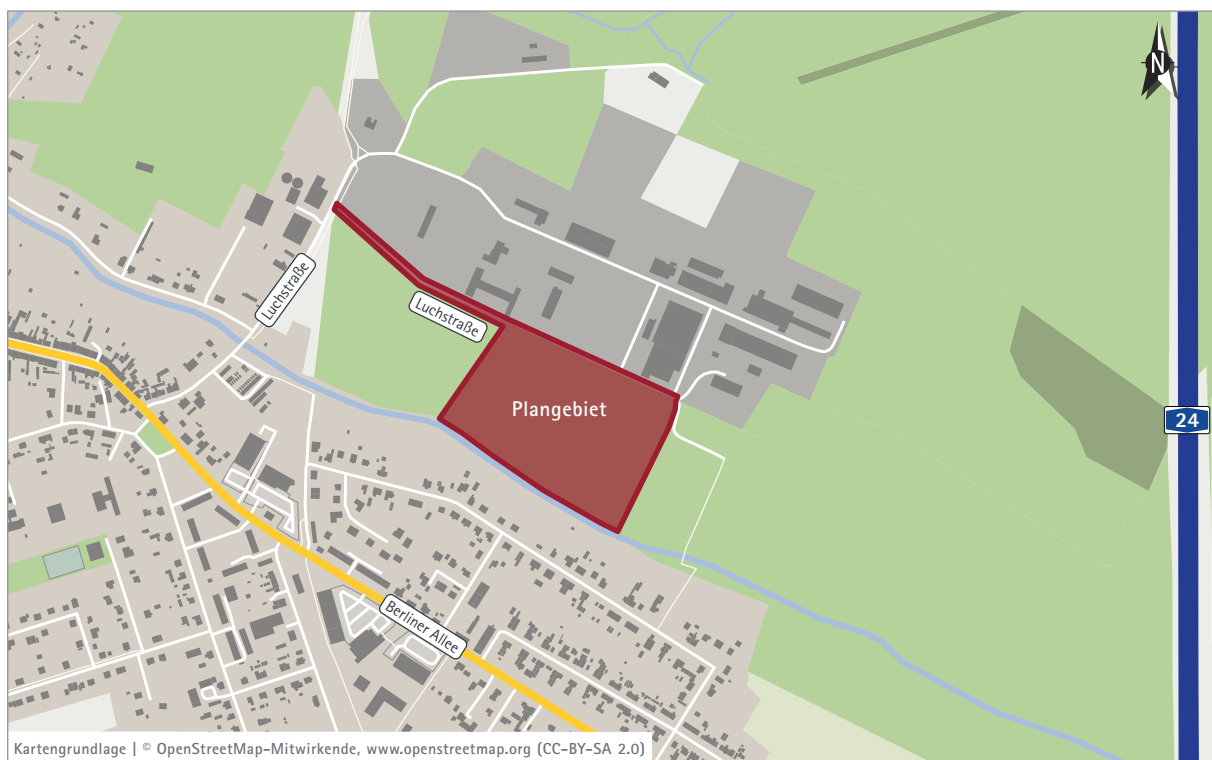 N
Luchstraße
Luchstraße
Plangebiet
24
Berliner Allee
Kartengrundlage | © OpenStreetMap-Mitwirkende, www.openstreetmap.org (CC-BY-SA 2.0)